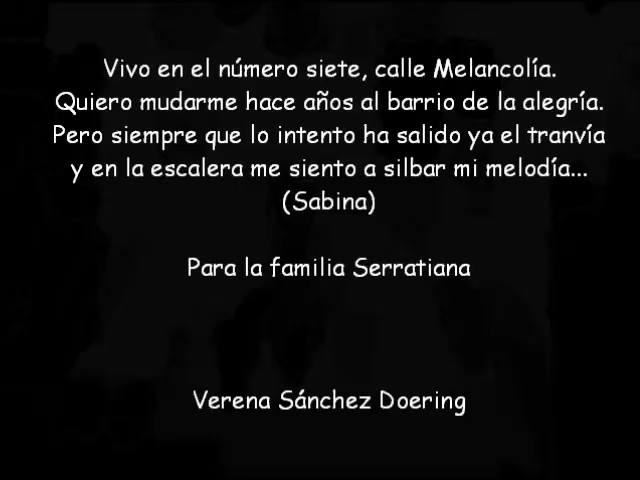 Vivo en el número siete, calle Melancolía.
Quiero mudarme hace años al barrio de la alegría.
Pero siempre que lo intento ha salido ya el tranvía
y en la escalera me siento a silbar mi melodía...
(Sabina)
Para la familia Serratiana
Verena Sánchez Doering